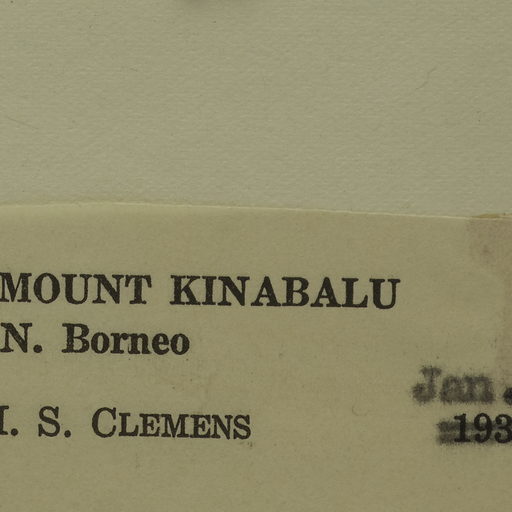 MOUNT KINABALU
N. Borneo
Jan
S. CLEMENS
193